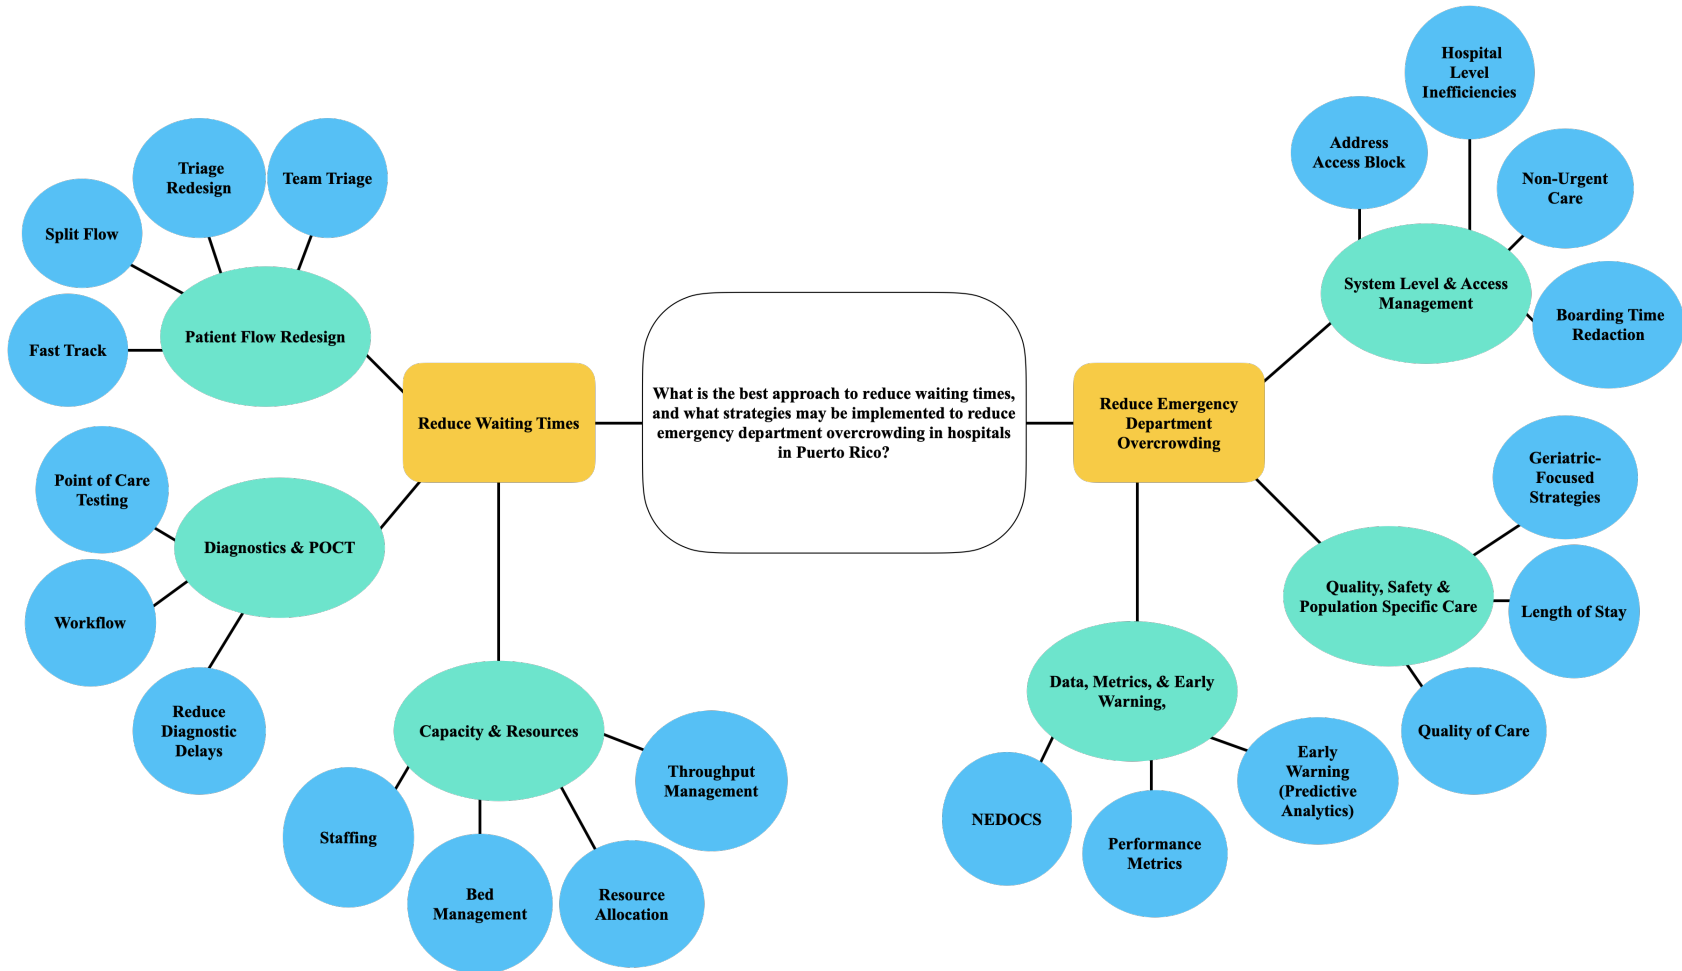 Hospital
Level
Inefficiencies
Address
Access Block
Non-Urgent
Care
System Level & Access
Management
Boarding Time
Redaction
Triage
Redesign
Team Triage
Split Flow
Fast Track
Patient Flow Redesign
Reduce Waiting Times
What is the best approach to reduce waiting times,
and what strategies may be implemented to reduce
emergency department overcrowding in hospitals
in Puerto Rico?
Reduce Emergency
Department
Overcrowding
Point of Care
Testing
Diagnostics & POCT
Workflow
Reduce
Diagnostic
Delays
Capacity & Resources
Throughput
Management
Staffing
Bed
Management
Resource
Allocation
Geriatric-
Focused
Strategies
Quality, Safety &
Population Specific Care
Length of Stay
Quality of Care
Data, Metrics, & Early
Warning,
NEDOCS
Performance
Metrics
Early
Warning
(Predictive
Analytics)